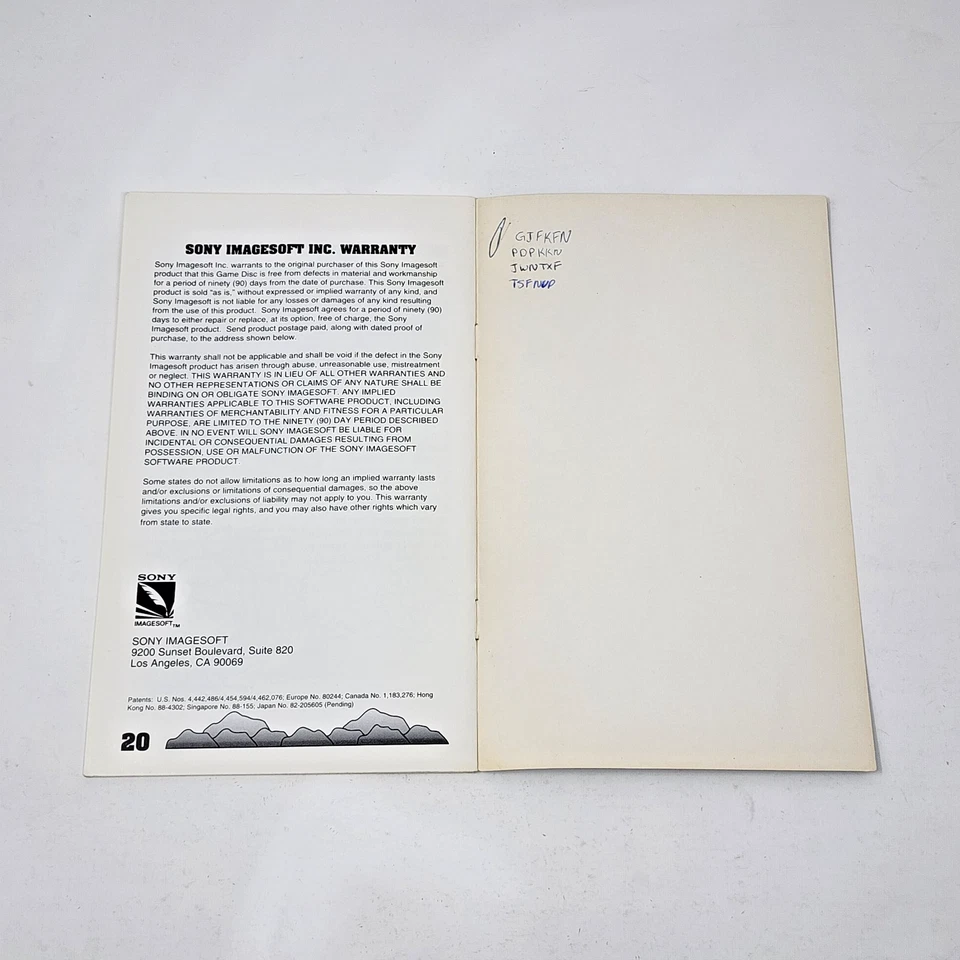 SONY IMAGESOFT INC. WARRANTY
Sony Imagesoft Inc. warrants to the original purchaser of this Sony Imagesoft
product that this Game Disc is free from defects in material and workmanship
for a period of ninety (90) days from the date of purchase. This Sony Imagesoft
product is sold "as is," without expressed or implied warranty of any kind, and
Sony Imagesoft is not liable for any losses or damages of any kind resulting
from the use of this product. Sony Imagesoft agrees for a period of ninety (90)
days to either repair or replace, at its option, free of charge, the Sony
Imagesoft product. Send product postage paid, along with dated proof of
purchase, to the address shown below.
This warranty shall not be applicable and shall be void if the defect in the Sony
Imagesoft product has arisen through abuse, unreasonable use, mistreatment
or neglect. THIS WARRANTY IS IN LIEU OF ALL OTHER WARRANTIES AND
NO OTHER REPRESENTATIONS OR CLAIMS OF ANY NATURE SHALL BE
BINDING ON OR OBLIGATE SONY IMAGESOFT. ANY IMPLIED
WARRANTIES APPLICABLE TO THIS SOFTWARE PRODUCT, INCLUDING
WARRANTIES OF MERCHANTABILITY AND FITNESS FOR A PARTICULAR
PURPOSE, ARE LIMITED TO THE NINETY (90) DAY PERIOD DESCRIBED
ABOVE. IN NO EVENT WILL SONY IMAGESOFT BE LIABLE FOR
INCIDENTAL OR CONSEQUENTIAL DAMAGES RESULTING FROM
POSSESSION, USE OR MALFUNCTION OF THE SONY IMAGESOFT
SOFTWARE PRODUCT.
Some states do not allow limitations as to how long an implied warranty lasts
and/or exclusions or limitations of consequential damages, so the above
limitations and/or exclusions of liability may not apply to you. This warranty
gives you specific legal rights, and you may also have other rights which vary
from state to state.
SONY
IMAGESOFT™
SONY IMAGESOFT
9200 Sunset Boulevard, Suite 820
Los Angeles, CA 90069
Patents: U.S. Nos. 4,442,486/4,454,594/4,462,076; Europe No. 80244; Canada No. 1,183,276; Hong
Kong No. 88-4302; Singapore No. 88-155; Japan No. 82-205605 (Pending)
20
GJFKFN
PDPKKN
JWNTXF